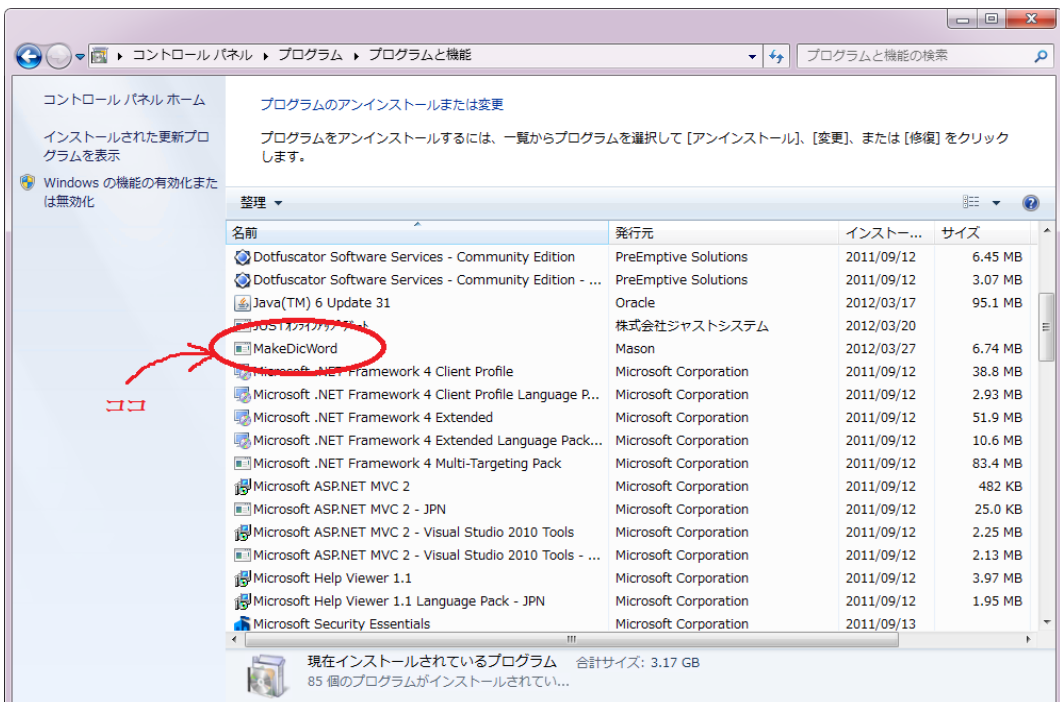 コントロール パネル ▸ プログラム ▸ プログラムと機能
プログラムと機能の検索
コントロール パネル ホーム
インストールされた更新プロ
グラムを表示
Windows の機能の有効化また
は無効化
プログラムのアンインストールまたは変更
プログラムをアンインストールするには、一覧からプログラムを選択して [アンインストール]、[変更]、または [修復] をクリック
します。
整理
名前 発行元 インストー... サイズ
Dotfuscator Software Services - Community Edition PreEmptive Solutions 2011/09/12 6.45 MB
Dotfuscator Software Services - Community Edition - ... PreEmptive Solutions 2011/09/12 3.07 MB
Java(TM) 6 Update 31 Oracle 2012/03/17 95.1 MB
JUSTオンラインアップデート 株式会社ジャストシステム 2012/03/20
MakeDicWord Mason 2012/03/27 6.74 MB
Microsoft .NET Framework 4 Client Profile Microsoft Corporation 2011/09/12 38.8 MB
Microsoft .NET Framework 4 Client Profile Language P... Microsoft Corporation 2011/09/12 2.93 MB
Microsoft .NET Framework 4 Extended Microsoft Corporation 2011/09/12 51.9 MB
Microsoft .NET Framework 4 Extended Language Pack... Microsoft Corporation 2011/09/12 10.6 MB
Microsoft .NET Framework 4 Multi-Targeting Pack Microsoft Corporation 2011/09/12 83.4 MB
Microsoft ASP.NET MVC 2 Microsoft Corporation 2011/09/12 482 KB
Microsoft ASP.NET MVC 2 - JPN Microsoft Corporation 2011/09/12 25.0 KB
Microsoft ASP.NET MVC 2 - Visual Studio 2010 Tools Microsoft Corporation 2011/09/12 2.25 MB
Microsoft ASP.NET MVC 2 - Visual Studio 2010 Tools - ... Microsoft Corporation 2011/09/12 2.13 MB
Microsoft Help Viewer 1.1 Microsoft Corporation 2011/09/12 3.97 MB
Microsoft Help Viewer 1.1 Language Pack - JPN Microsoft Corporation 2011/09/12 1.95 MB
Microsoft Security Essentials Microsoft Corporation 2011/09/13
ココ
現在インストールされているプログラム 合計サイズ: 3.17 GB
85 個のプログラムがインストールされてい...